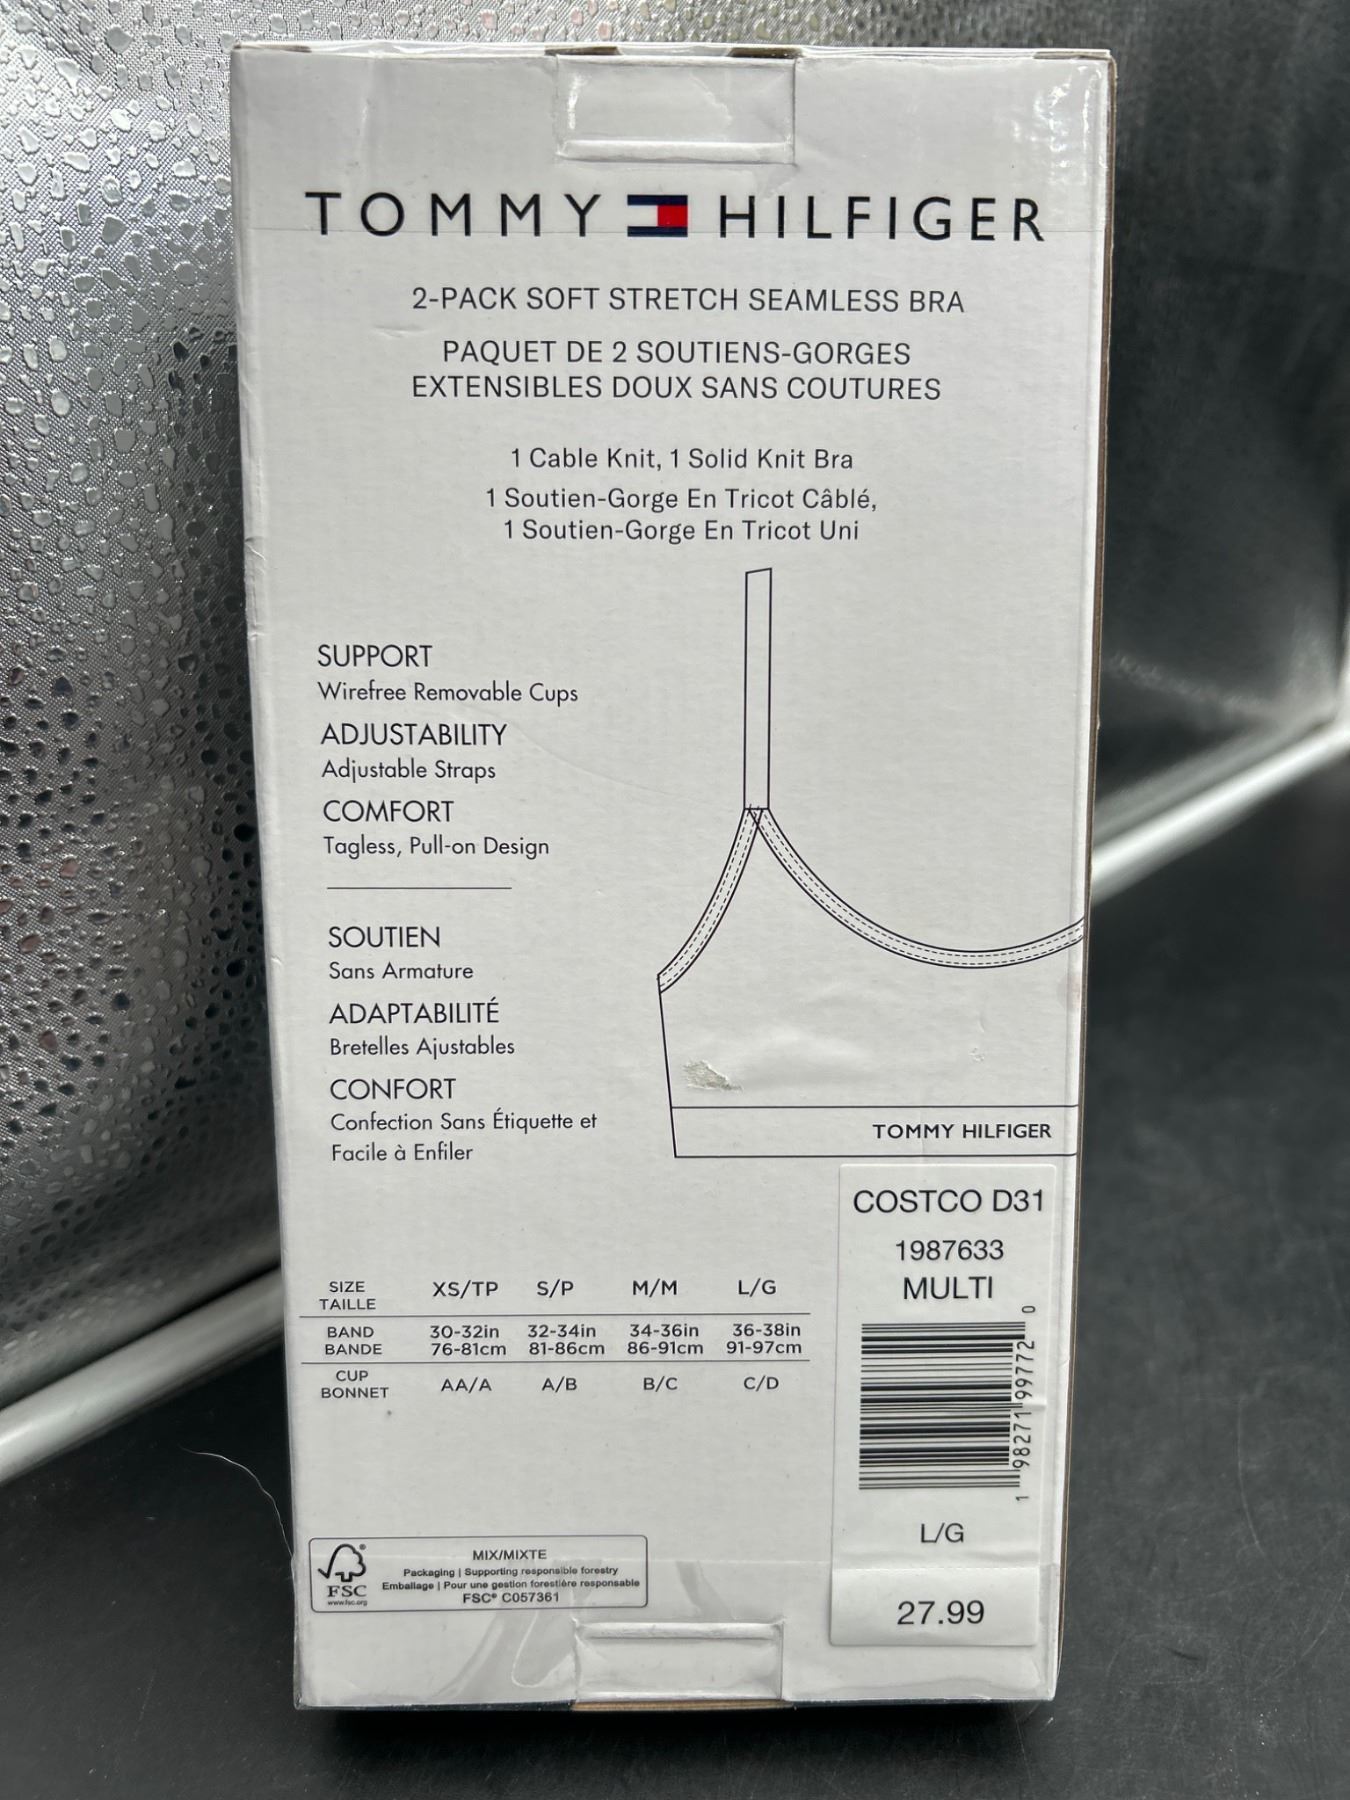 TOMMY HILFIGER
2-PACK SOFT STRETCH SEAMLESS BRA
PAQUET DE 2 SOUTIENS-GORGES
EXTENSIBLES DOUX SANS COUTURES
1 Cable Knit, 1 Solid Knit Bra
1 Soutien-Gorge En Tricot Câblé,
1 Soutien-Gorge En Tricot Uni
SUPPORT
Wirefree Removable Cups
ADJUSTABILITY
Adjustable Straps
COMFORT
Tagless, Pull-on Design
SOUTIEN
Sans Armature
ADAPTABILITÉ
Bretelles Ajustables
CONFORT
Confection Sans Étiquette et
Facile à Enfiler
TOMMY HILFIGER
SIZE XS/TP S/P M/M L/G
TAILLE
BAND 30-32in 32-34in 34-36in 36-38in
BANDE 76-81cm 81-86cm 86-91cm 91-97cm
CUP AA/A A/B B/C C/D
BONNET
COSTCO D31
1987633
MULTI
1 98271 99772 0
L/G
27.99
FSC®
www.fsc.org
MIX/MIXTE
Packaging | Supporting responsible forestry
Emballage | Pour une gestion forestière responsable
FSC® C057361